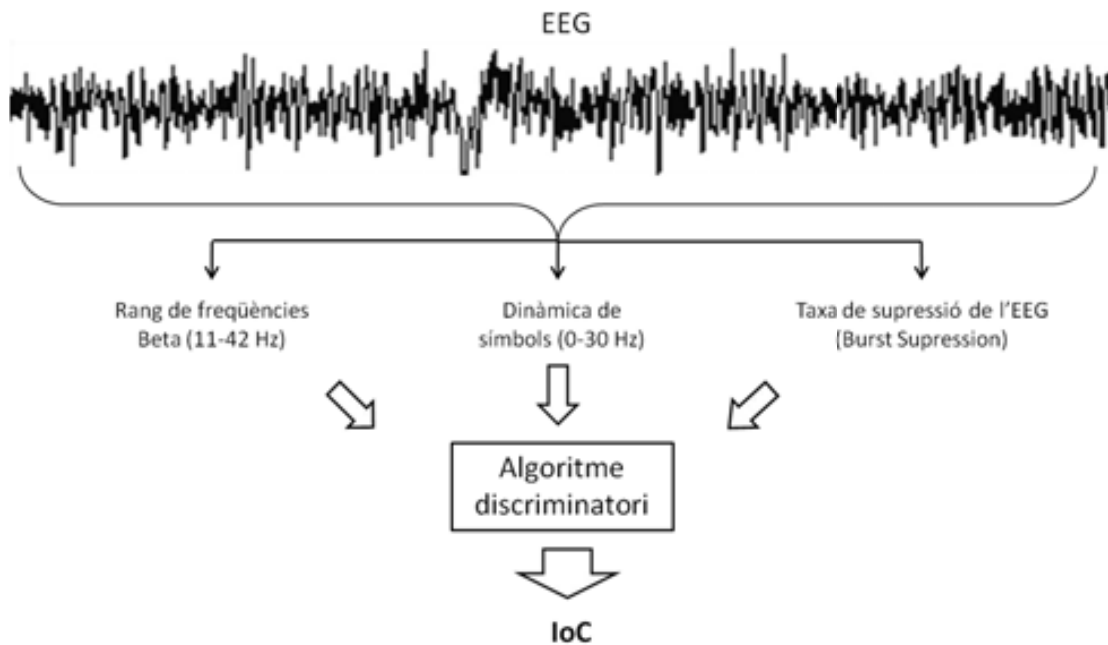 EEG
Rang de freqüències
Beta (11-42 Hz)
Dinàmica de
símbols (0-30 Hz)
Taxa de supressió de l'EEG
(Burst Supression)
Algoritme
discriminatori
IoC